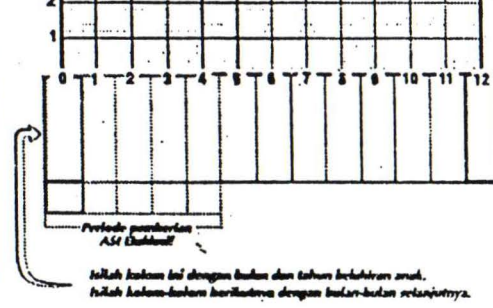 2
1
0 1 2 3 4 5 6 7 8 9 10 11 12
Periode pemberian
ASI Eksklusif
Isilah kolom ini dengan bulan dan tahun kelahiran anak.
Isilah kolom-kolom berikutnya dengan bulan-bulan selanjutnya.